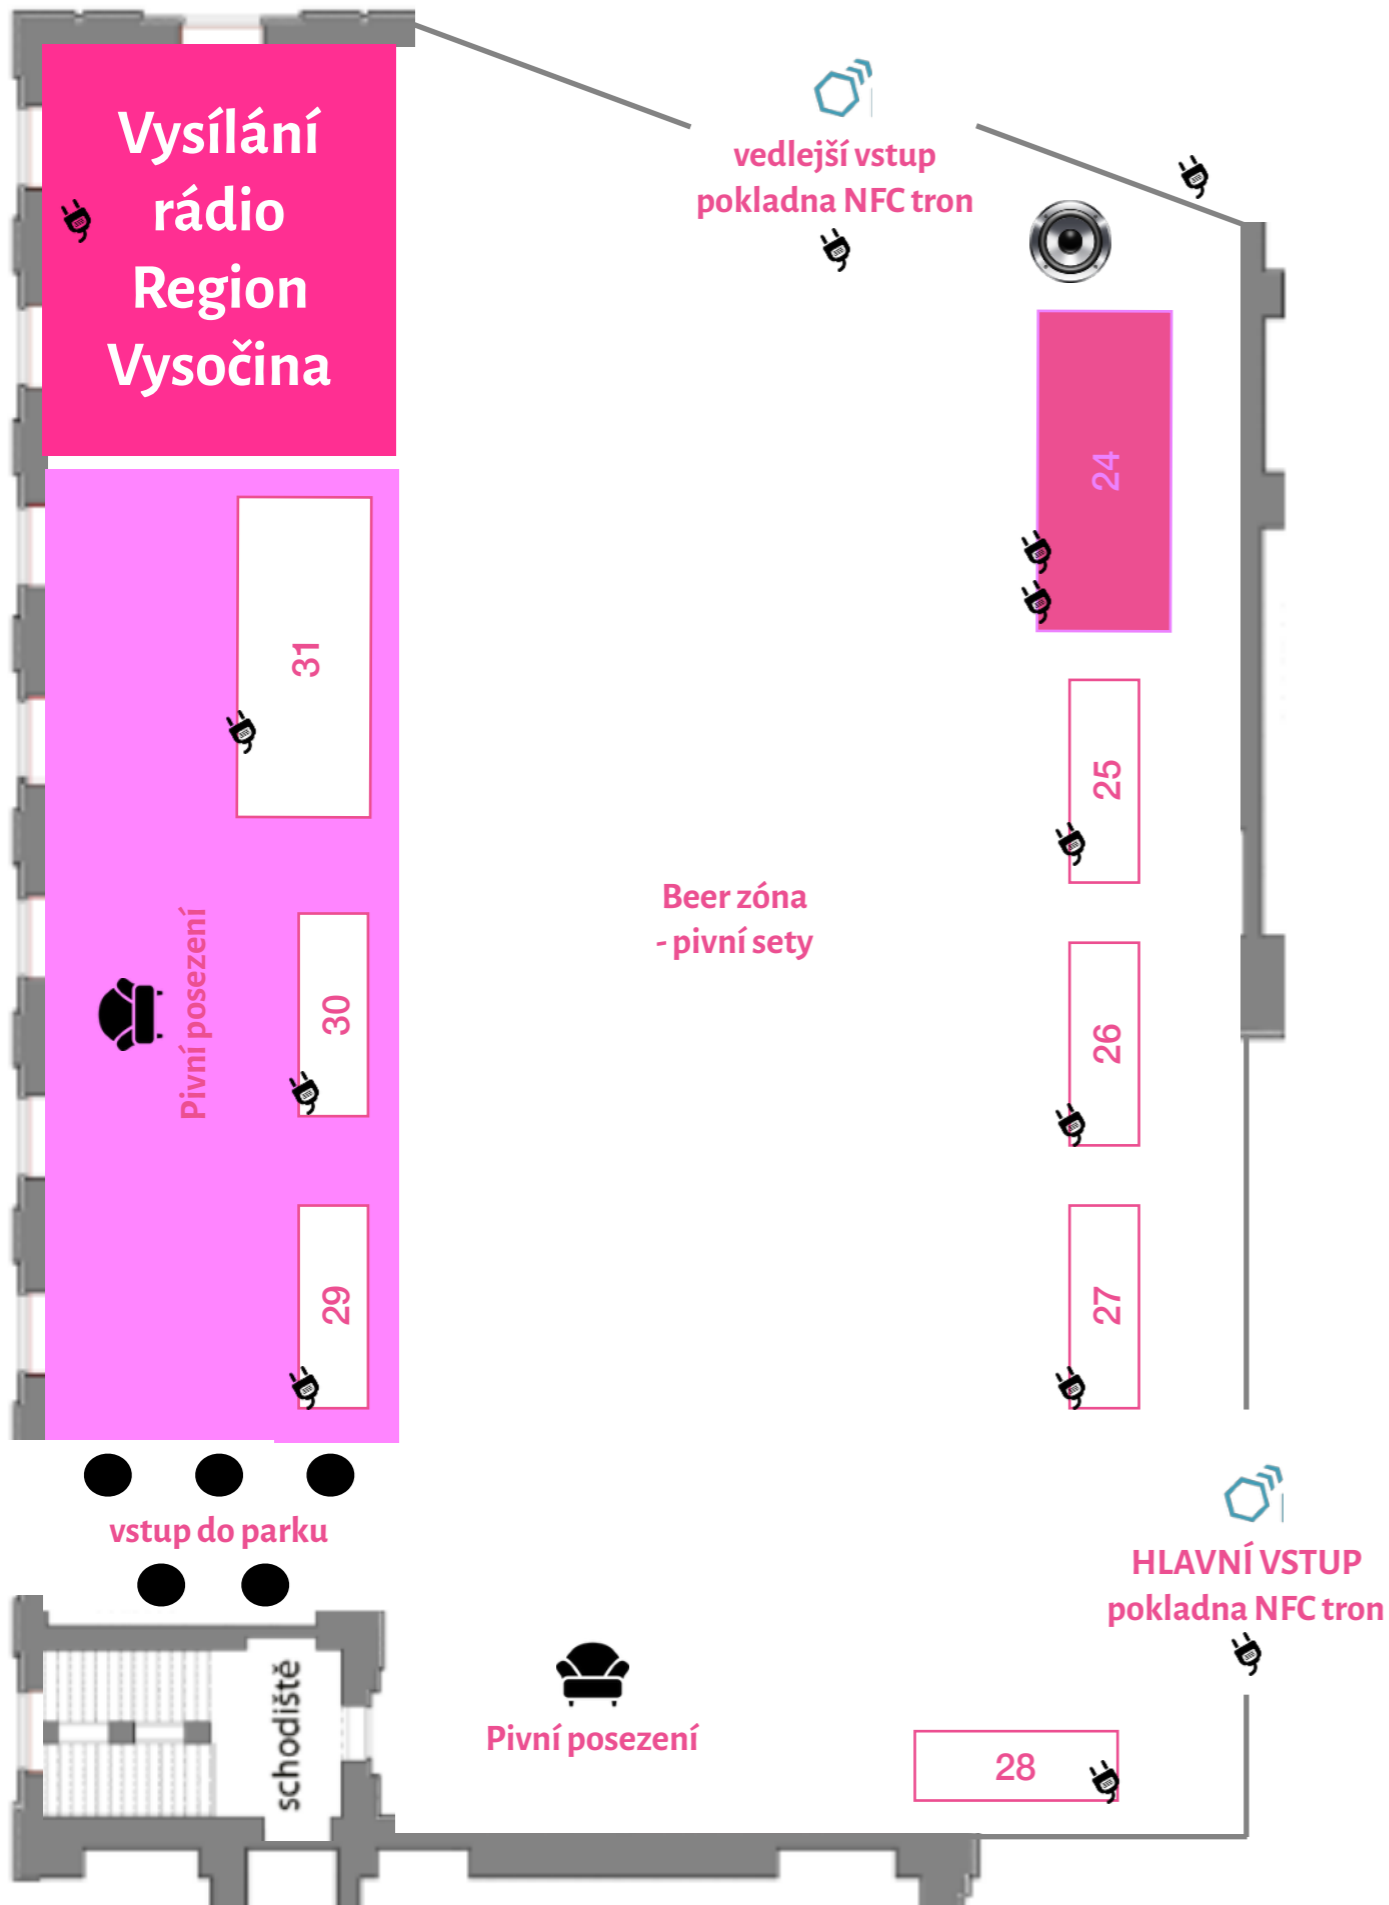 Vysílání
rádio
Region
Vysočina
vedlejší vstup
pokladna NFC tron
24
31
25
Beer zóna
- pivní sety
Pivní posezení
30
26
29
27
vstup do parku
HLAVNÍ VSTUP
pokladna NFC tron
schodiště
Pivní posezení
28